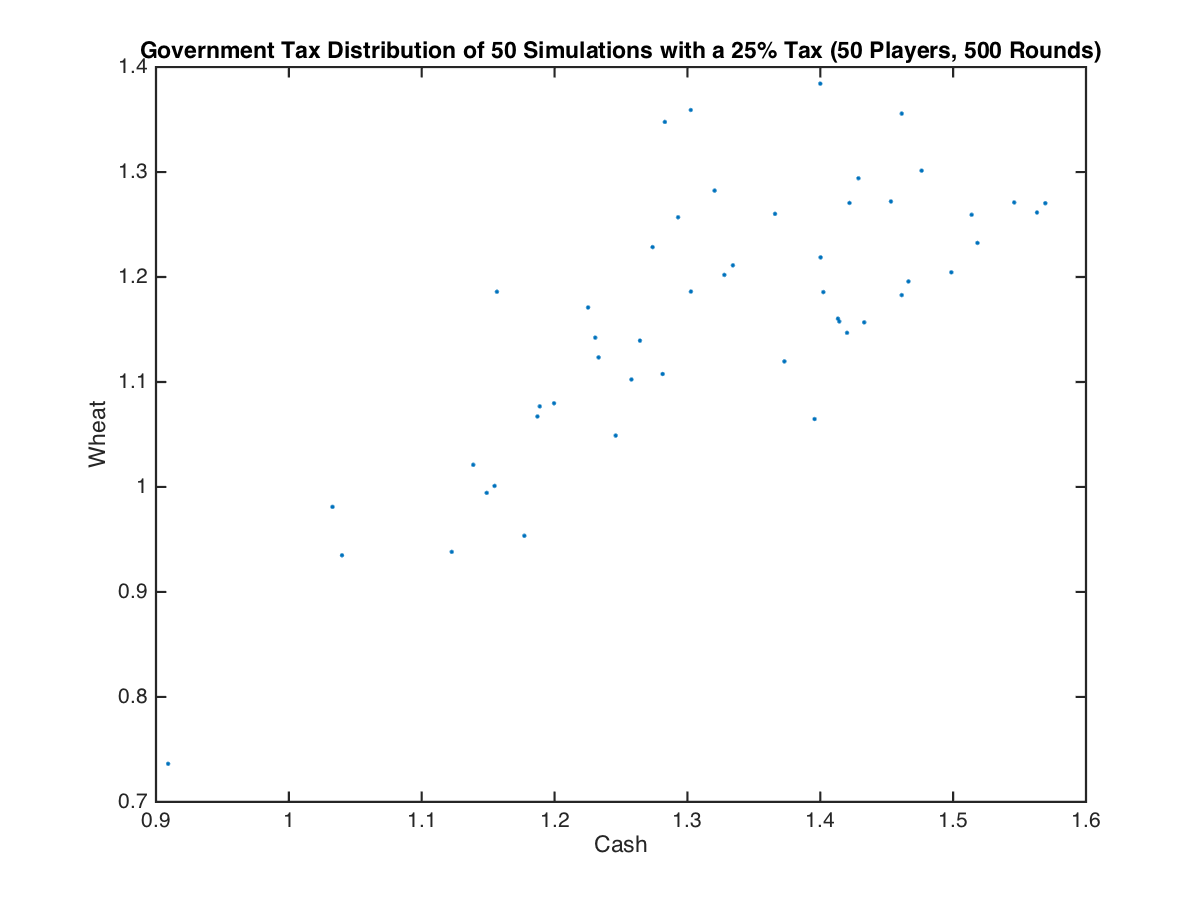 Government Tax Distribution of 50 Simulations with a 25% Tax (50 Players, 500 Rounds)
1.4
1.3
1.2
1.1
1
0.9
0.8
0.7
Wheat
0.9 1 1.1 1.2 1.3 1.4 1.5 1.6
Cash